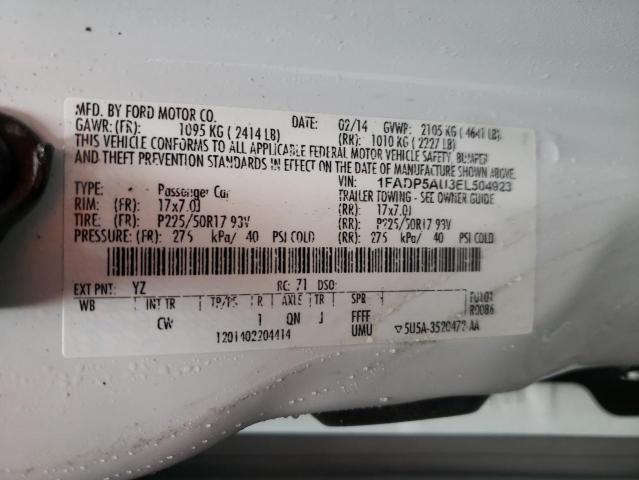 MFD. BY FORD MOTOR CO. DATE: 02/14 GVWR: 2105 KG ( 4641 LB)
GAWR: (FR): 1095 KG ( 2414 LB) (RR): 1010 KG ( 2227 LB)
THIS VEHICLE CONFORMS TO ALL APPLICABLE FEDERAL MOTOR VEHICLE SAFETY, BUMPER
AND THEFT PREVENTION STANDARDS IN EFFECT ON THE DATE OF MANUFACTURE SHOWN ABOVE.
VIN: 1FADP5AU3EL504923
TYPE: Passenger Car TRAILER TOWING - SEE OWNER GUIDE
RIM: (FR): 17x7.0J (RR): 17x7.0J
TIRE: (FR): P225/50R17 93V (RR): P225/50R17 93V
PRESSURE: (FR): 275 kPa/ 40 PSI COLD (RR): 275 kPa/ 40 PSI COLD
EXT PNT: YZ RC: 71 DSO:
WB INT TR TP/PS R AXLE TR SPR
CW 1 QN J FFFF R0086
1201402204414 UMU ▽ 5U5A-3520472-AA